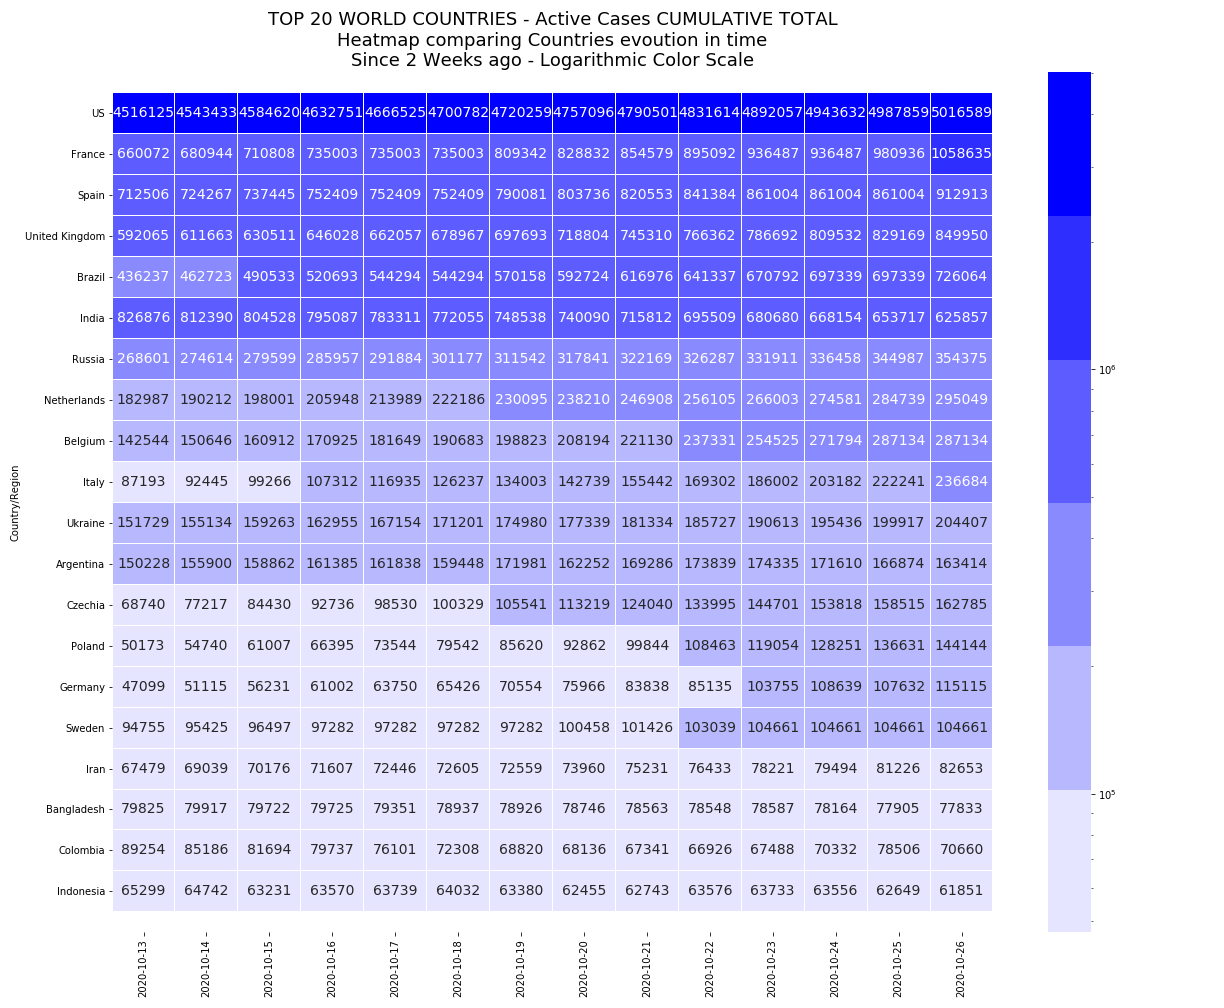 TOP 20 WORLD COUNTRIES - Active Cases CUMULATIVE TOTAL
Heatmap comparing Countries evoution in time
Since 2 Weeks ago - Logarithmic Color Scale
US 4516125 4543433 4584620 4632751 4666525 4700782 4720259 4757096 4790501 4831614 4892057 4943632 4987859 5016589
France 660072 680944 710808 735003 735003 735003 809342 828832 854579 895092 936487 936487 980936 1058635
Spain 712506 724267 737445 752409 752409 752409 790081 803736 820553 841384 861004 861004 861004 912913
United Kingdom 592065 611663 630511 646028 662057 678967 697693 718804 745310 766362 786692 809532 829169 849950
Brazil 436237 462723 490533 520693 544294 544294 570158 592724 616976 641337 670792 697339 697339 726064
India 826876 812390 804528 795087 783311 772055 748538 740090 715812 695509 680680 668154 653717 625857
Russia 268601 274614 279599 285957 291884 301177 311542 317841 322169 326287 331911 336458 344987 354375
10⁶
Netherlands 182987 190212 198001 205948 213989 222186 230095 238210 246908 256105 266003 274581 284739 295049
Belgium 142544 150646 160912 170925 181649 190683 198823 208194 221130 237331 254525 271794 287134 287134
Italy 87193 92445 99266 107312 116935 126237 134003 142739 155442 169302 186002 203182 222241 236684
Country/Region
Ukraine 151729 155134 159263 162955 167154 171201 174980 177339 181334 185727 190613 195436 199917 204407
Argentina 150228 155900 158862 161385 161838 159448 171981 162252 169286 173839 174335 171610 166874 163414
Czechia 68740 77217 84430 92736 98530 100329 105541 113219 124040 133995 144701 153818 158515 162785
Poland 50173 54740 61007 66395 73544 79542 85620 92862 99844 108463 119054 128251 136631 144144
Germany 47099 51115 56231 61002 63750 65426 70554 75966 83838 85135 103755 108639 107632 115115
Sweden 94755 95425 96497 97282 97282 97282 97282 100458 101426 103039 104661 104661 104661 104661
Iran 67479 69039 70176 71607 72446 72605 72559 73960 75231 76433 78221 79494 81226 82653
10⁵
Bangladesh 79825 79917 79722 79725 79351 78937 78926 78746 78563 78548 78587 78164 77905 77833
Colombia 89254 85186 81694 79737 76101 72308 68820 68136 67341 66926 67488 70332 78506 70660
Indonesia 65299 64742 63231 63570 63739 64032 63380 62455 62743 63576 63733 63556 62649 61851
2020-10-13 2020-10-14 2020-10-15 2020-10-16 2020-10-17 2020-10-18 2020-10-19 2020-10-20 2020-10-21 2020-10-22 2020-10-23 2020-10-24 2020-10-25 2020-10-26